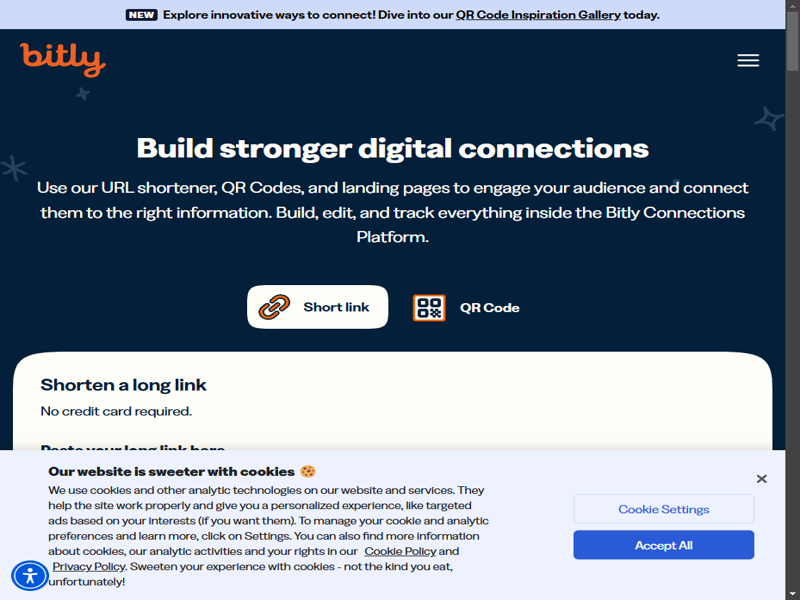 NEW Explore innovative ways to connect! Dive into our QR Code Inspiration Gallery today.
bitly
Build stronger digital connections
Use our URL shortener, QR Codes, and landing pages to engage your audience and connect
them to the right information. Build, edit, and track everything inside the Bitly Connections
Platform.
Short link
QR Code
Shorten a long link
No credit card required.
Paste your long link here
Our website is sweeter with cookies 🍪
We use cookies and other analytic technologies on our website and services. They
help the site work properly and give you a personalized experience, like targeted
ads based on your interests (if you want them). To manage your cookie and analytic
preferences and learn more, click on Settings. You can also find more information
about cookies, our analytic activities and your rights in our Cookie Policy and
Privacy Policy. Sweeten your experience with cookies - not the kind you eat,
unfortunately!
Cookie Settings
Accept All